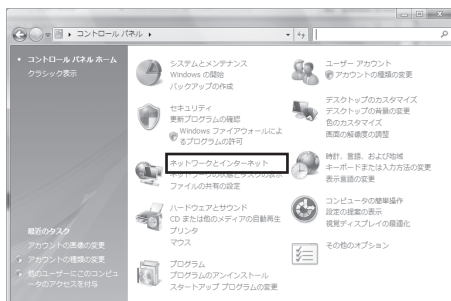 コントロール パネル
コントロール パネル ホーム
クラシック表示
システムとメンテナンス
Windows の開始
バックアップの作成
セキュリティ
更新プログラムの確認
Windows ファイアウォールによ
るプログラムの許可
ネットワークとインターネット
ネットワークの状態とタスクの表示
ファイルの共有の設定
ハードウェアとサウンド
CD または他のメディアの自動再生
プリンタ
マウス
プログラム
プログラムのアンインストール
スタートアップ プログラムの変更
ユーザー アカウント
アカウントの種類の変更
デスクトップのカスタマイズ
デスクトップの背景の変更
色のカスタマイズ
画面の解像度の調整
時計、言語、および地域
キーボードまたは入力方法の変更
表示言語の変更
コンピュータの簡単操作
設定の提案の表示
視覚ディスプレイの最適化
その他のオプション
最近のタスク
アカウントの画像の変更
アカウントの種類の変更
他のユーザーにこのコンピュ
ータのアクセスを付与